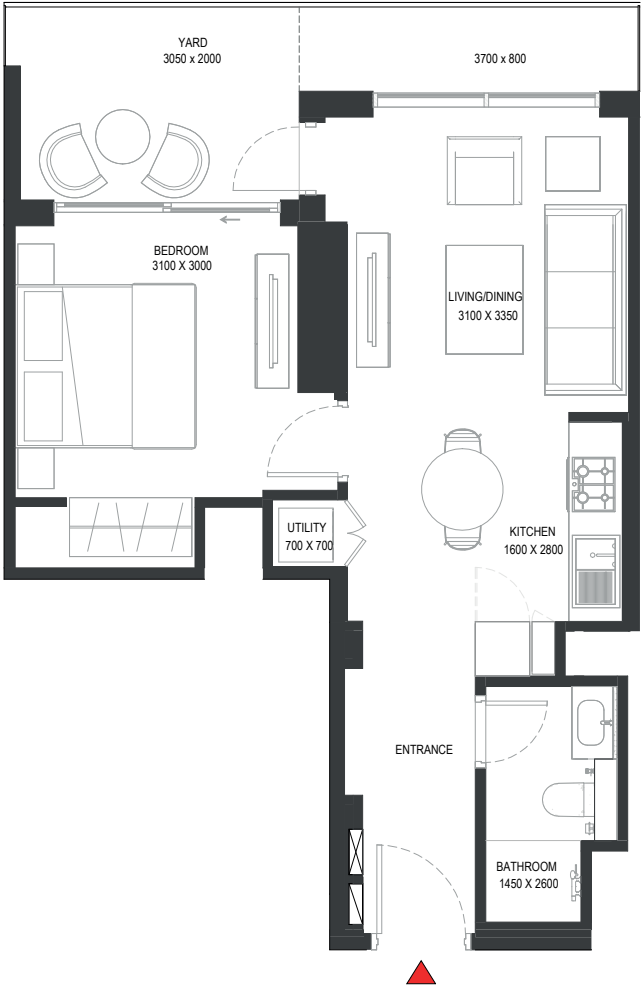 YARD
3050 x 2000
3700 x 800
BEDROOM
3100 X 3000
LIVING/DINING
3100 X 3350
UTILITY
700 X 700
KITCHEN
1600 X 2800
ENTRANCE
BATHROOM
1450 X 2600